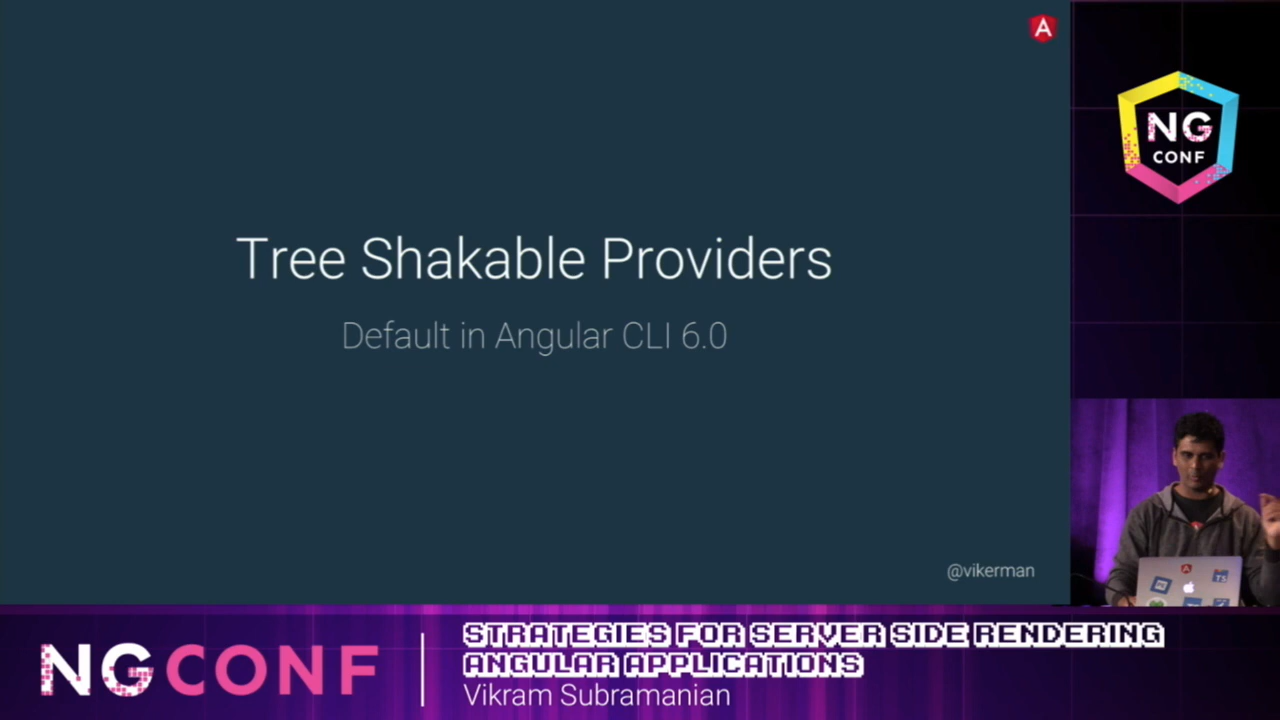 Tree Shakable Providers
Default in Angular CLI 6.0
@vikerman
A
NG
CONF
A
TS
NGCONF
STRATEGIES FOR SERVER SIDE RENDERING
ANGULAR APPLICATIONS
Vikram Subramanian